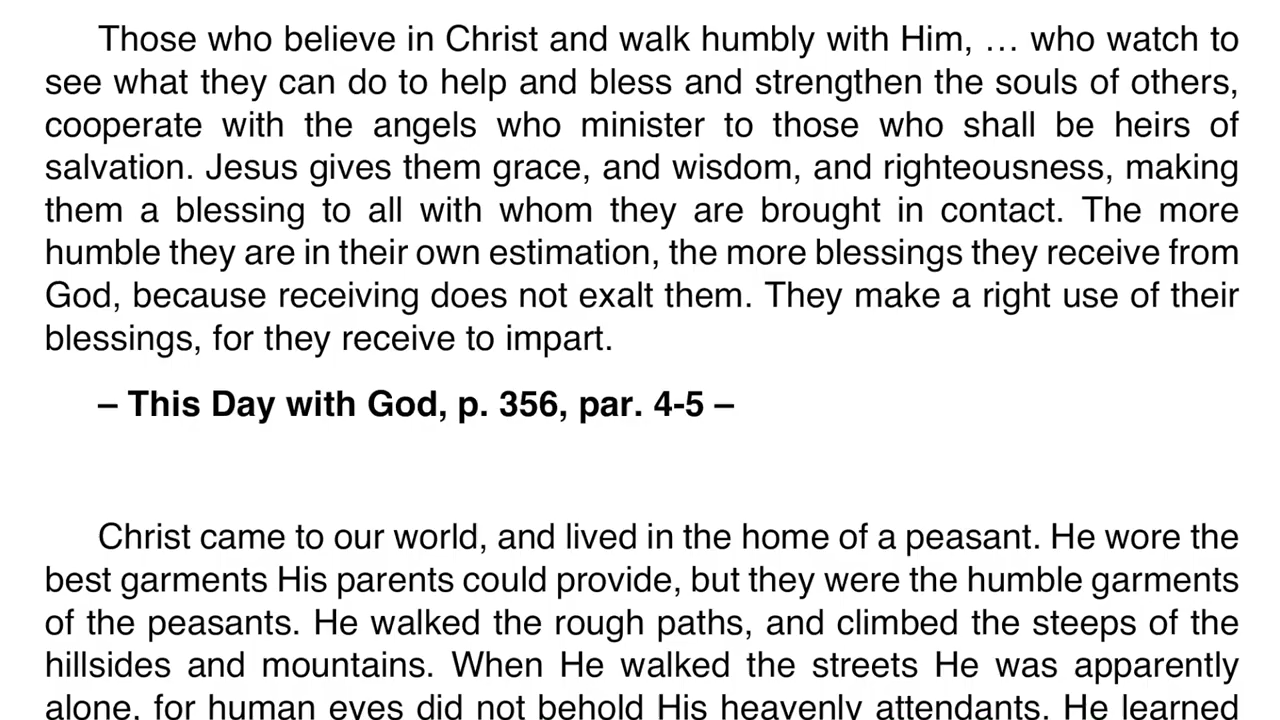 Those who believe in Christ and walk humbly with Him, … who watch to
see what they can do to help and bless and strengthen the souls of others,
cooperate with the angels who minister to those who shall be heirs of
salvation. Jesus gives them grace, and wisdom, and righteousness, making
them a blessing to all with whom they are brought in contact. The more
humble they are in their own estimation, the more blessings they receive from
God, because receiving does not exalt them. They make a right use of their
blessings, for they receive to impart.
– This Day with God, p. 356, par. 4-5 –
Christ came to our world, and lived in the home of a peasant. He wore the
best garments His parents could provide, but they were the humble garments
of the peasants. He walked the rough paths, and climbed the steeps of the
hillsides and mountains. When He walked the streets He was apparently
alone, for human eyes did not behold His heavenly attendants. He learned